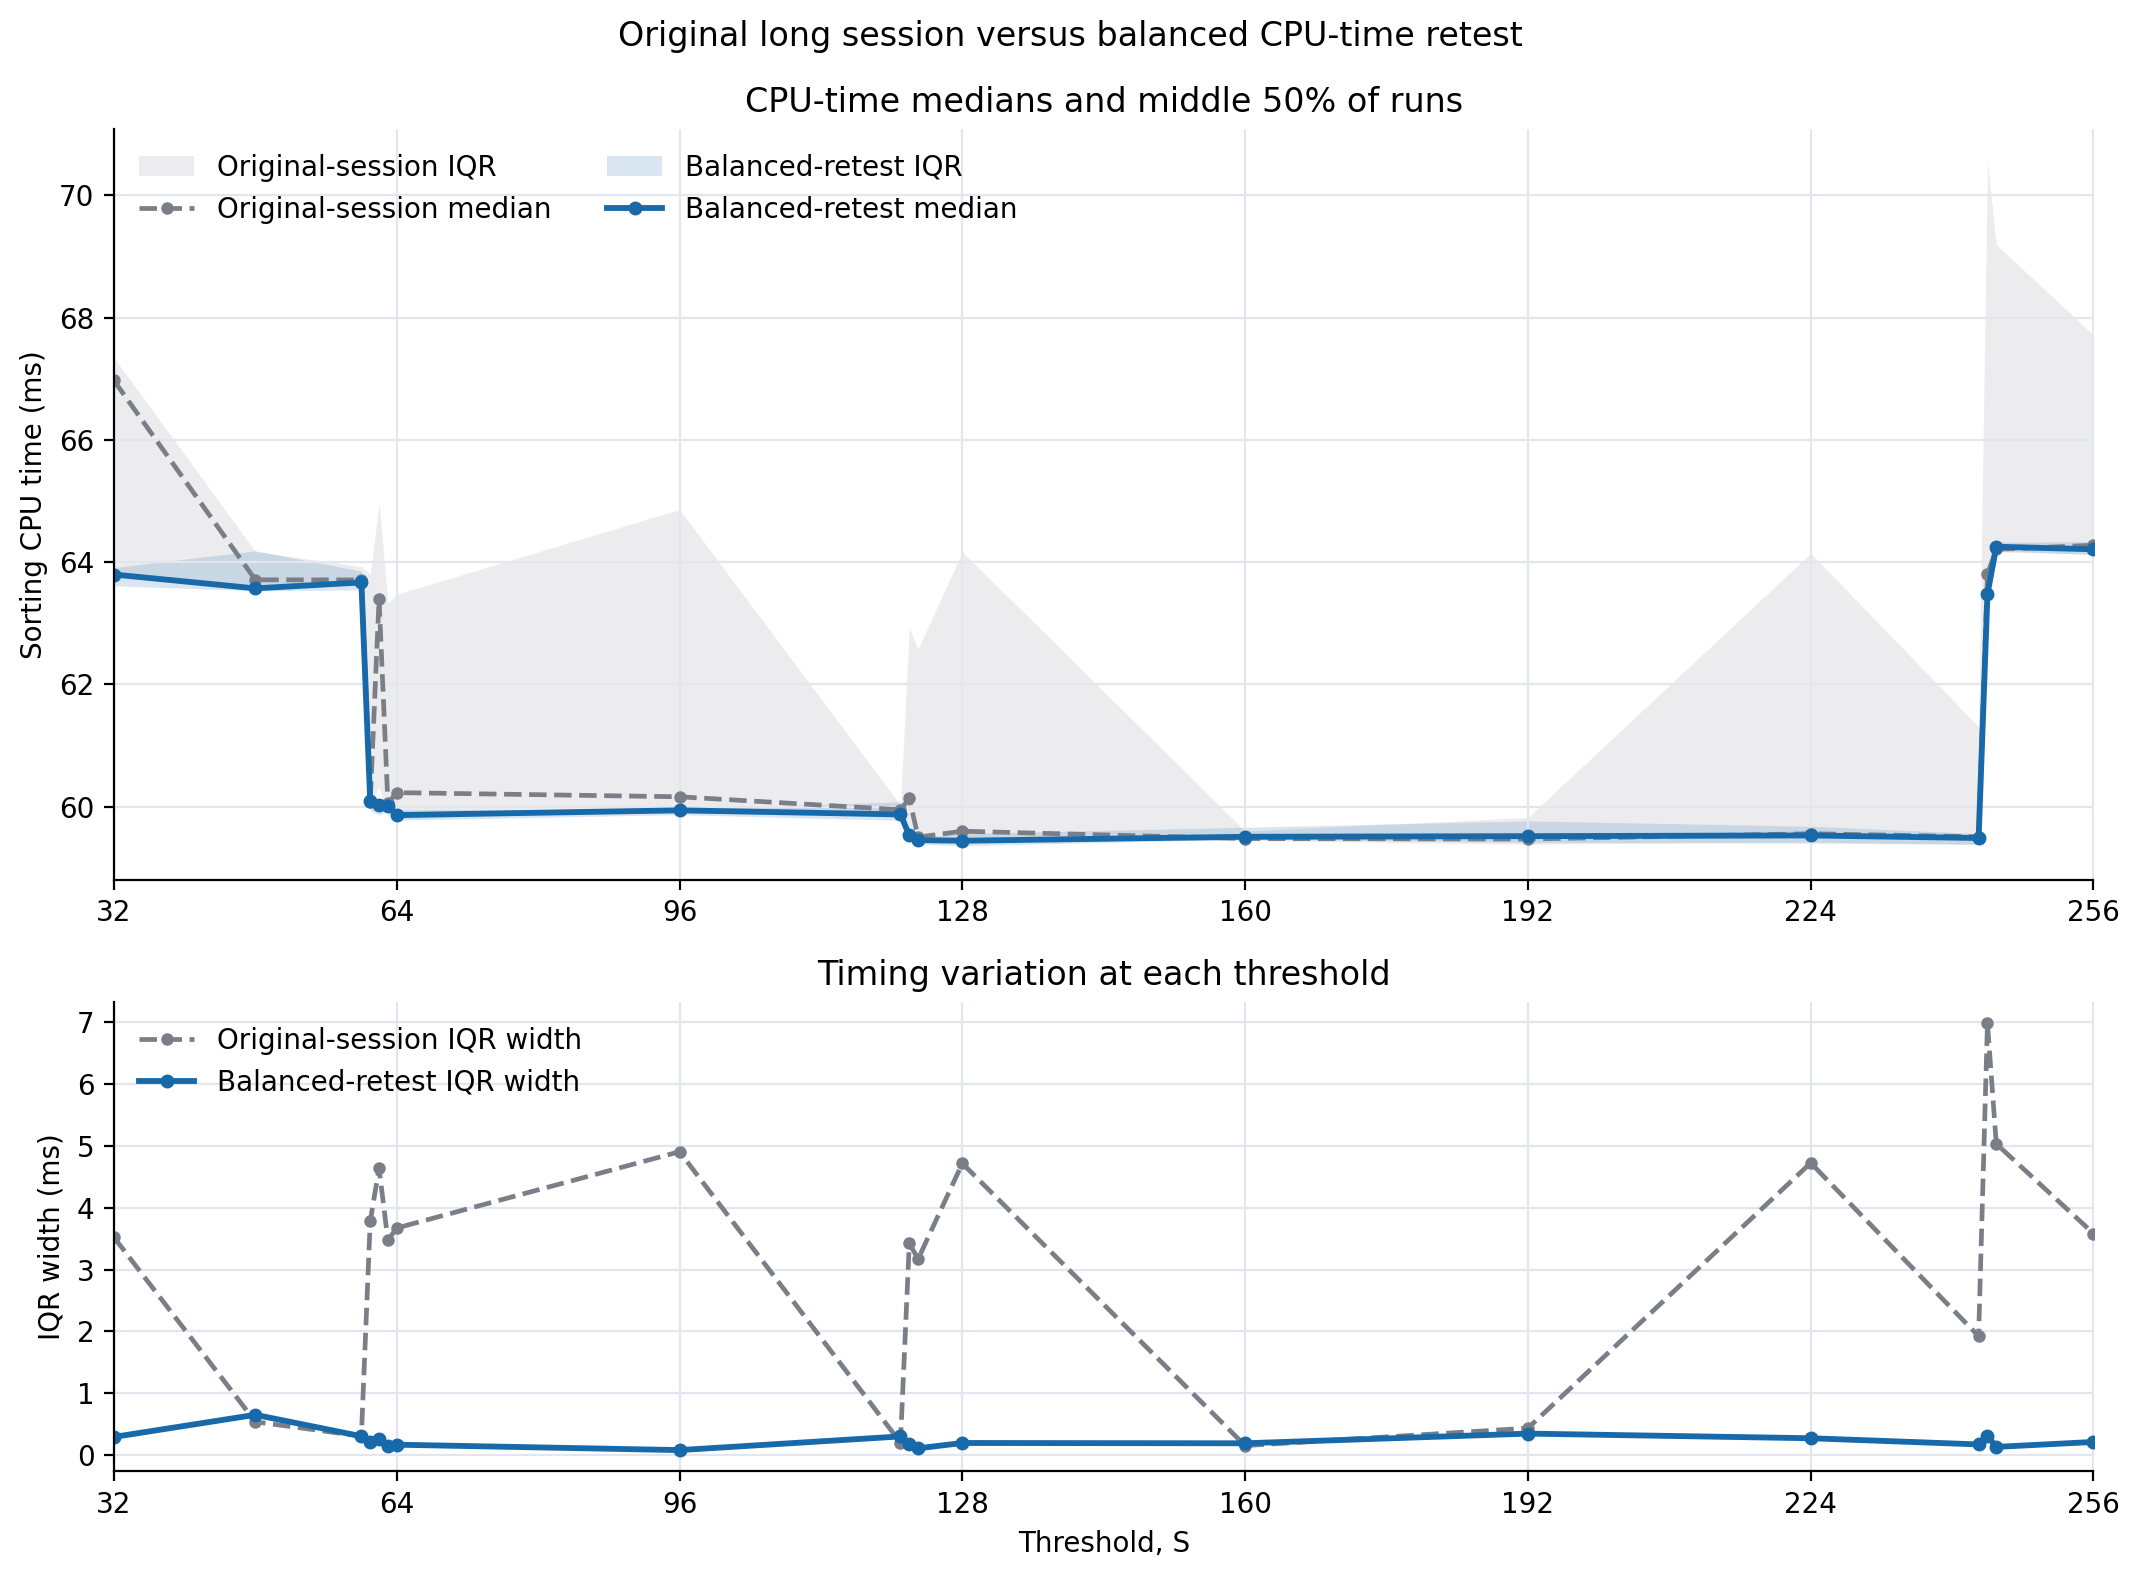 Original long session versus balanced CPU-time retest
CPU-time medians and middle 50% of runs
Original-session IQR
Original-session median
Balanced-retest IQR
Balanced-retest median
Sorting CPU time (ms)
70
68
66
64
62
60
32 64 96 128 160 192 224 256
Timing variation at each threshold
Original-session IQR width
Balanced-retest IQR width
IQR width (ms)
7
6
5
4
3
2
1
0
32 64 96 128 160 192 224 256
Threshold, S